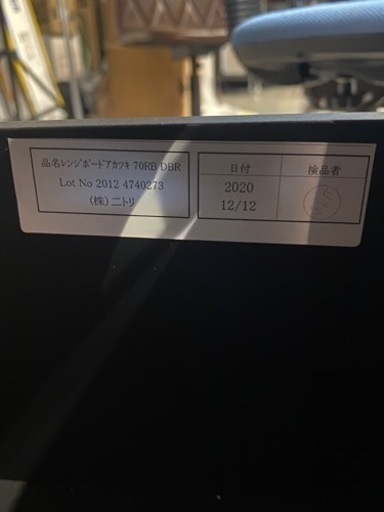 品名レンジボードアカツキ 70RB DBR
Lot No 2012 4740273
(株)ニトリ
日付
検品者
2020
12/12